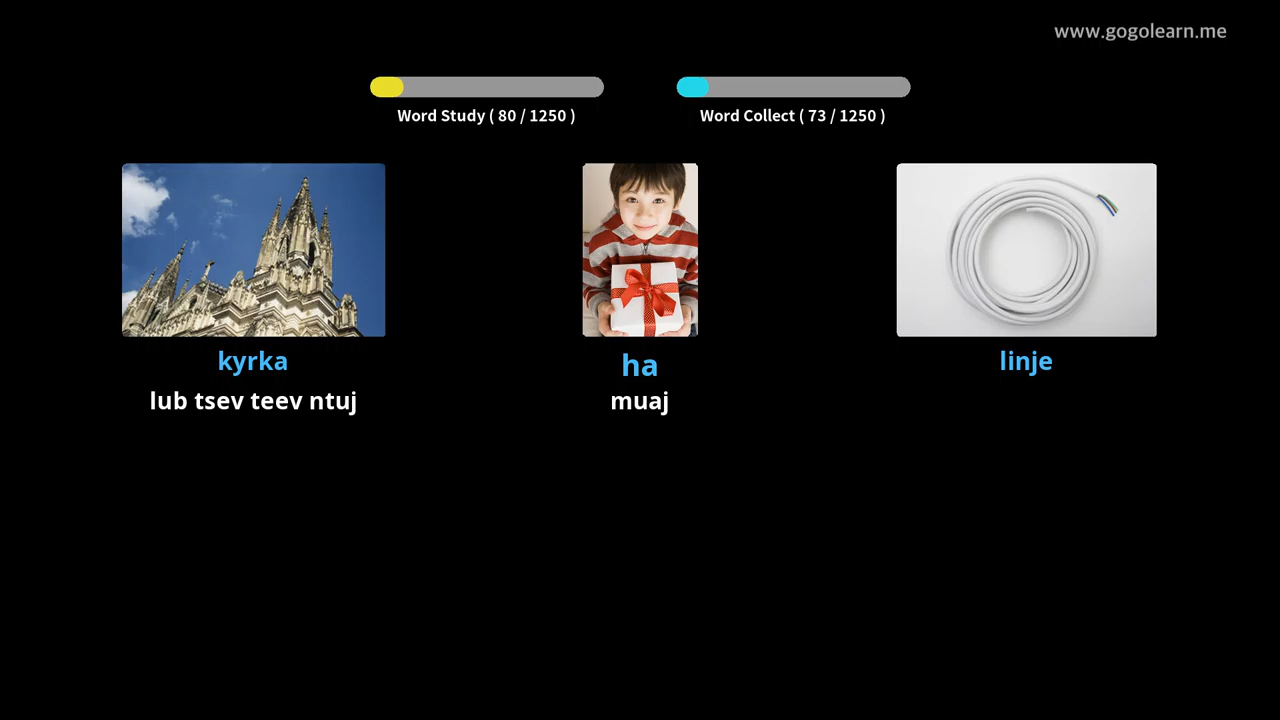 www.gogolearn.me
Word Study ( 80 / 1250 )
Word Collect ( 73 / 1250 )
kyrka
lub tsev teev ntuj
ha
muaj
linje